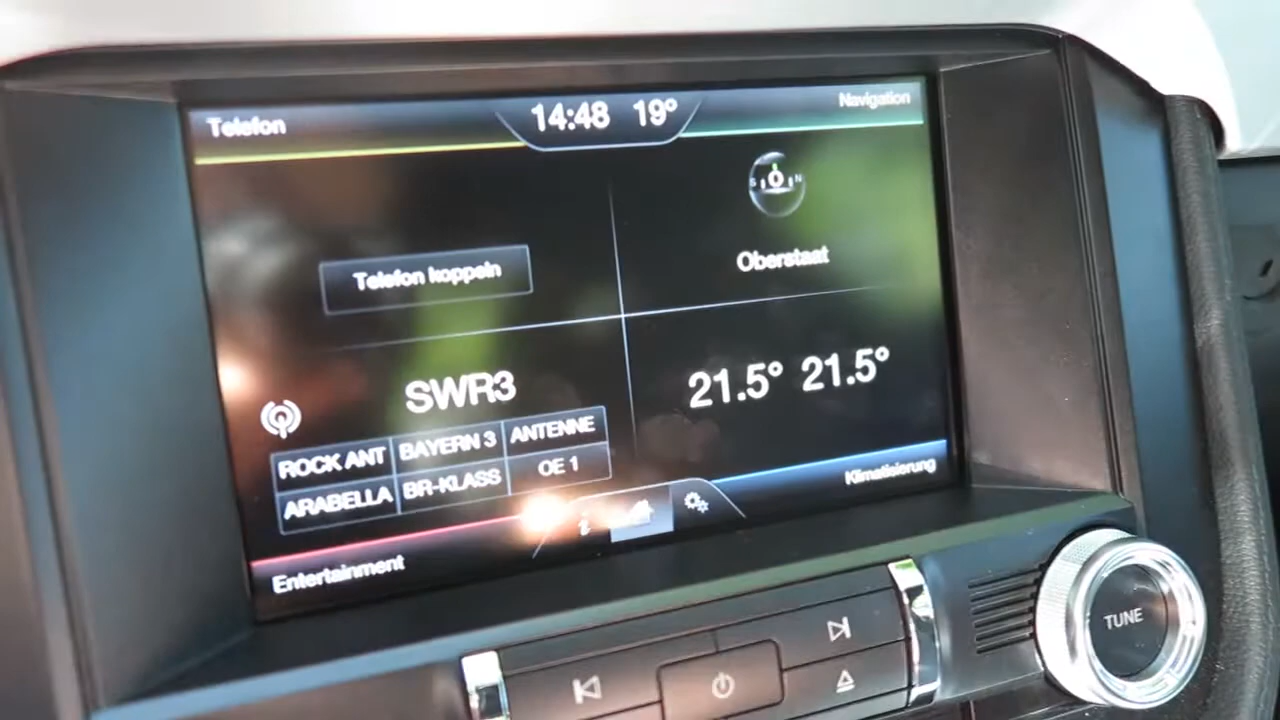 Telefon
14:48 19°
Navigation
S O N
Telefon koppeln
Oberstaat
SWR3
21.5° 21.5°
ROCK ANT BAYERN 3 ANTENNE
ARABELLA BR-KLASS OE 1
Klimatisierung
Entertainment
TUNE